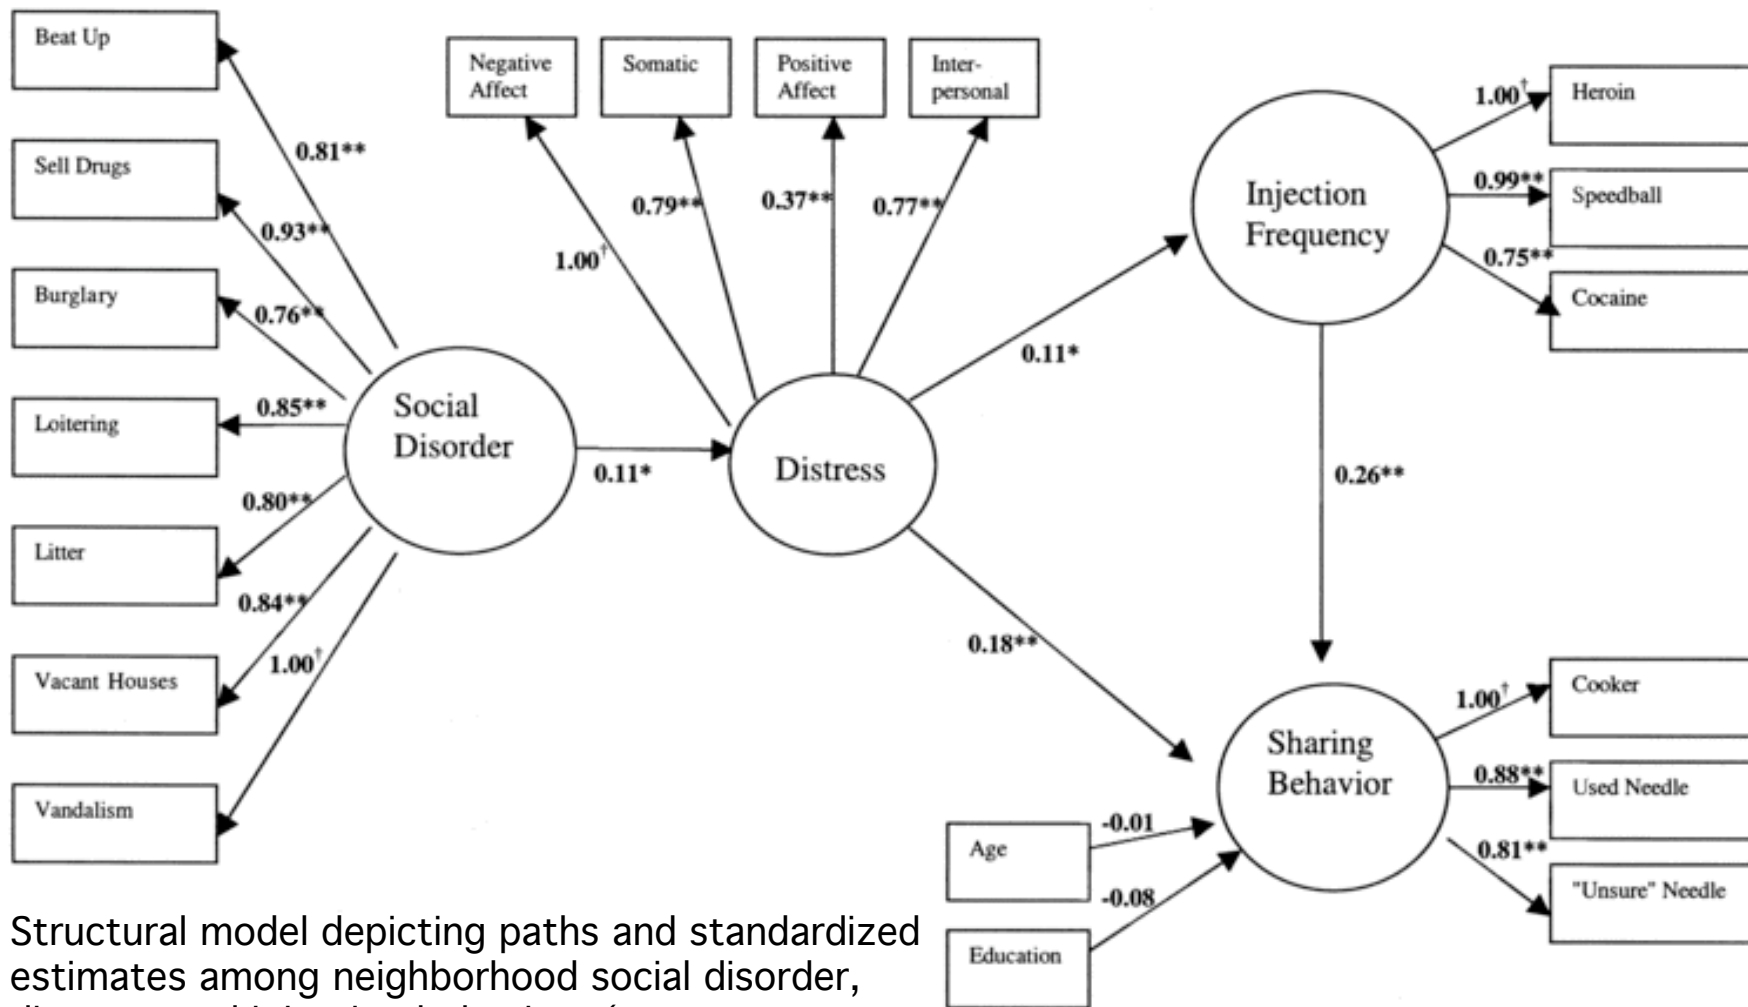 Beat Up
Sell Drugs
Burglary
Loitering
Litter
Vacant Houses
Vandalism
0.81**
0.93**
0.76**
0.85**
0.80**
0.84**
1.00†
Social
Disorder
0.11*
Negative
Affect
Somatic
Positive
Affect
Inter-
personal
1.00†
0.79**
0.37**
0.77**
Distress
0.11*
0.18**
Injection
Frequency
1.00†
0.99**
0.75**
Heroin
Speedball
Cocaine
0.26**
Sharing
Behavior
1.00†
0.88**
0.81**
Cooker
Used Needle
"Unsure" Needle
Age
-0.01
Education
-0.08
Structural model depicting paths and standardized
estimates among neighborhood social disorder,